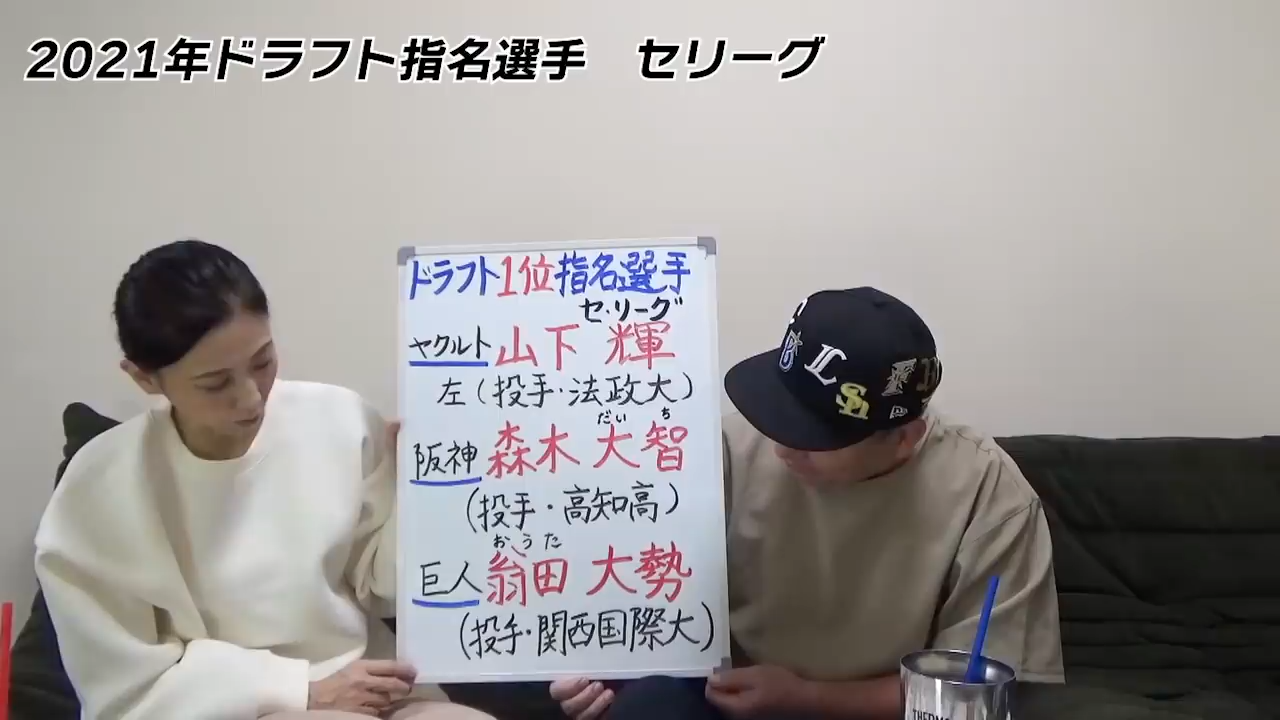 2021年ドラフト指名選手　セリーグ
ドラフト1位指名選手
セ・リーグ
ヤクルト 山下 輝
左(投手・法政大)
だい ち
阪神 森木 大智
(投手・高知高)
おうた
巨人 翁田 大勢
(投手・関西国際大)
B L SH
THERMO